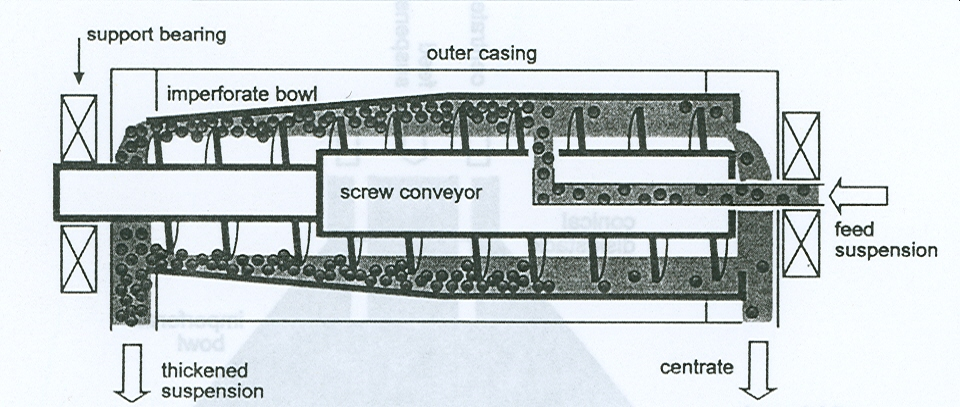 support bearing
outer casing
imperforate bowl
screw conveyor
feed
suspension
thickened
suspension
centrate